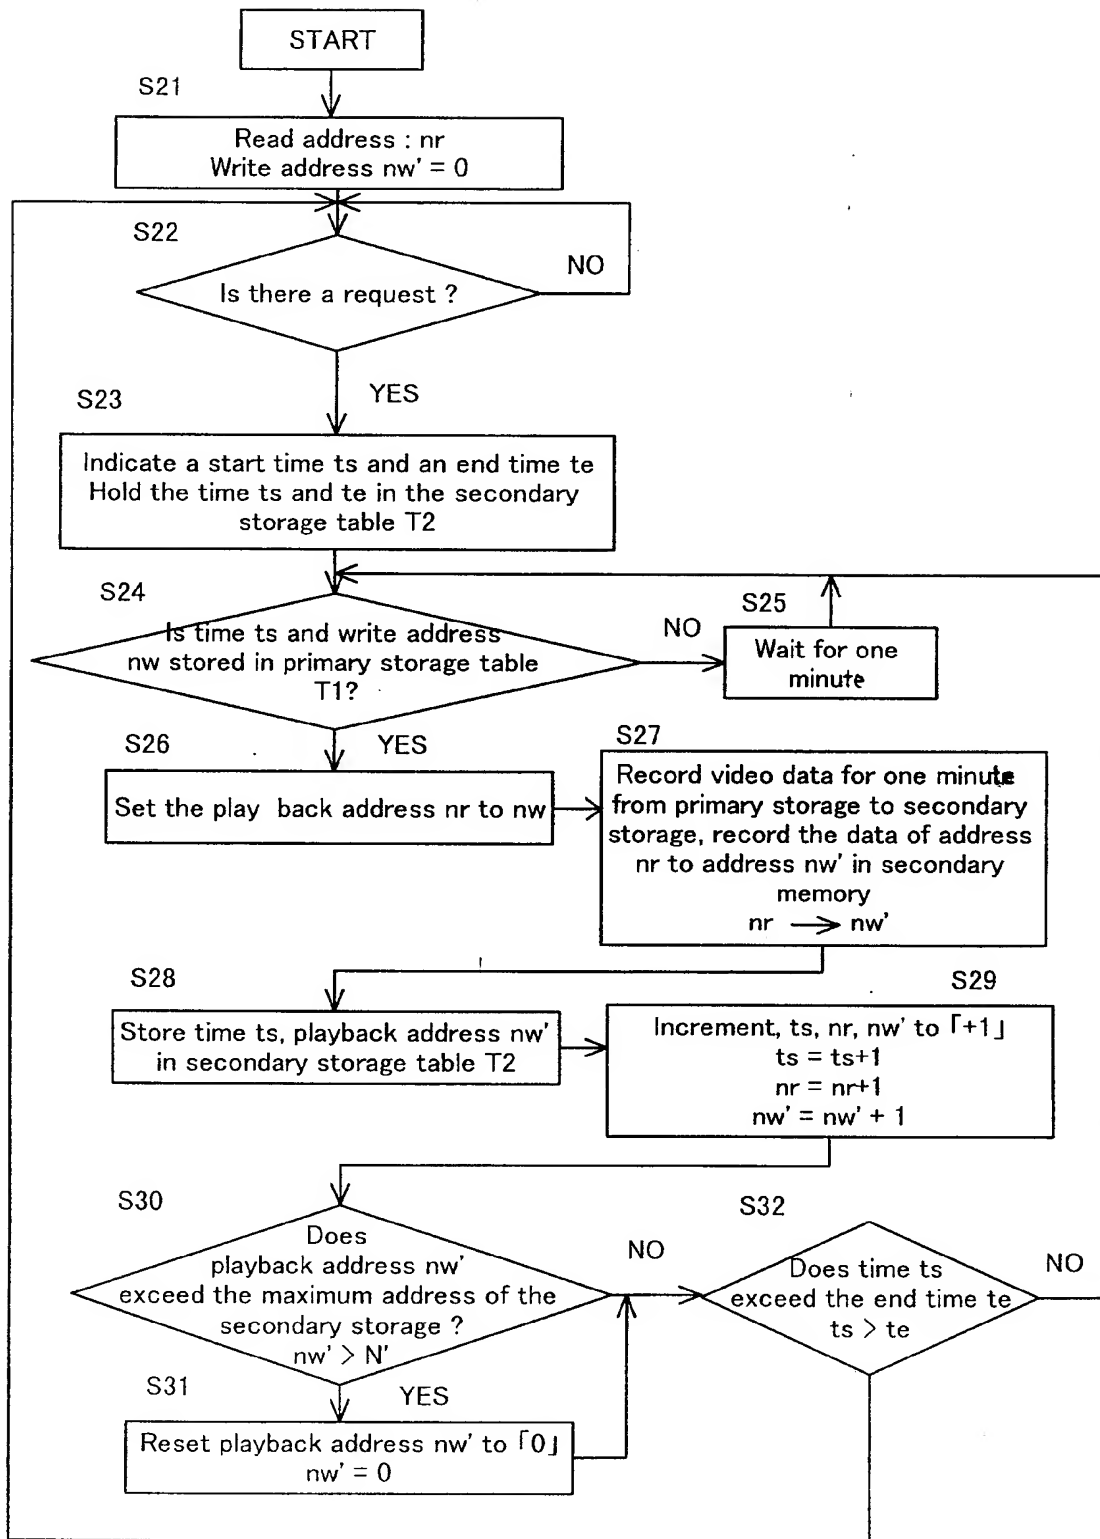 START
S21
Read address : nr
Write address nw' = 0
S22
Is there a request ?
NO
YES
S23
Indicate a start time ts and an end time te
Hold the time ts and te in the secondary
storage table T2
S24
Is time ts and write address
nw stored in primary storage table
T1?
NO
S25
Wait for one
minute
YES
S26
Set the play back address nr to nw
S27
Record video data for one minute
from primary storage to secondary
storage, record the data of address
nr to address nw' in secondary
memory
nr → nw'
S28
Store time ts, playback address nw'
in secondary storage table T2
S29
Increment, ts, nr, nw' to ｢+1｣
ts = ts+1
nr = nr+1
nw' = nw' + 1
S30
Does
playback address nw'
exceed the maximum address of the
secondary storage ?
nw' > N'
NO
S32
Does time ts
exceed the end time te
ts > te
NO
YES
S31
Reset playback address nw' to ｢0｣
nw' = 0